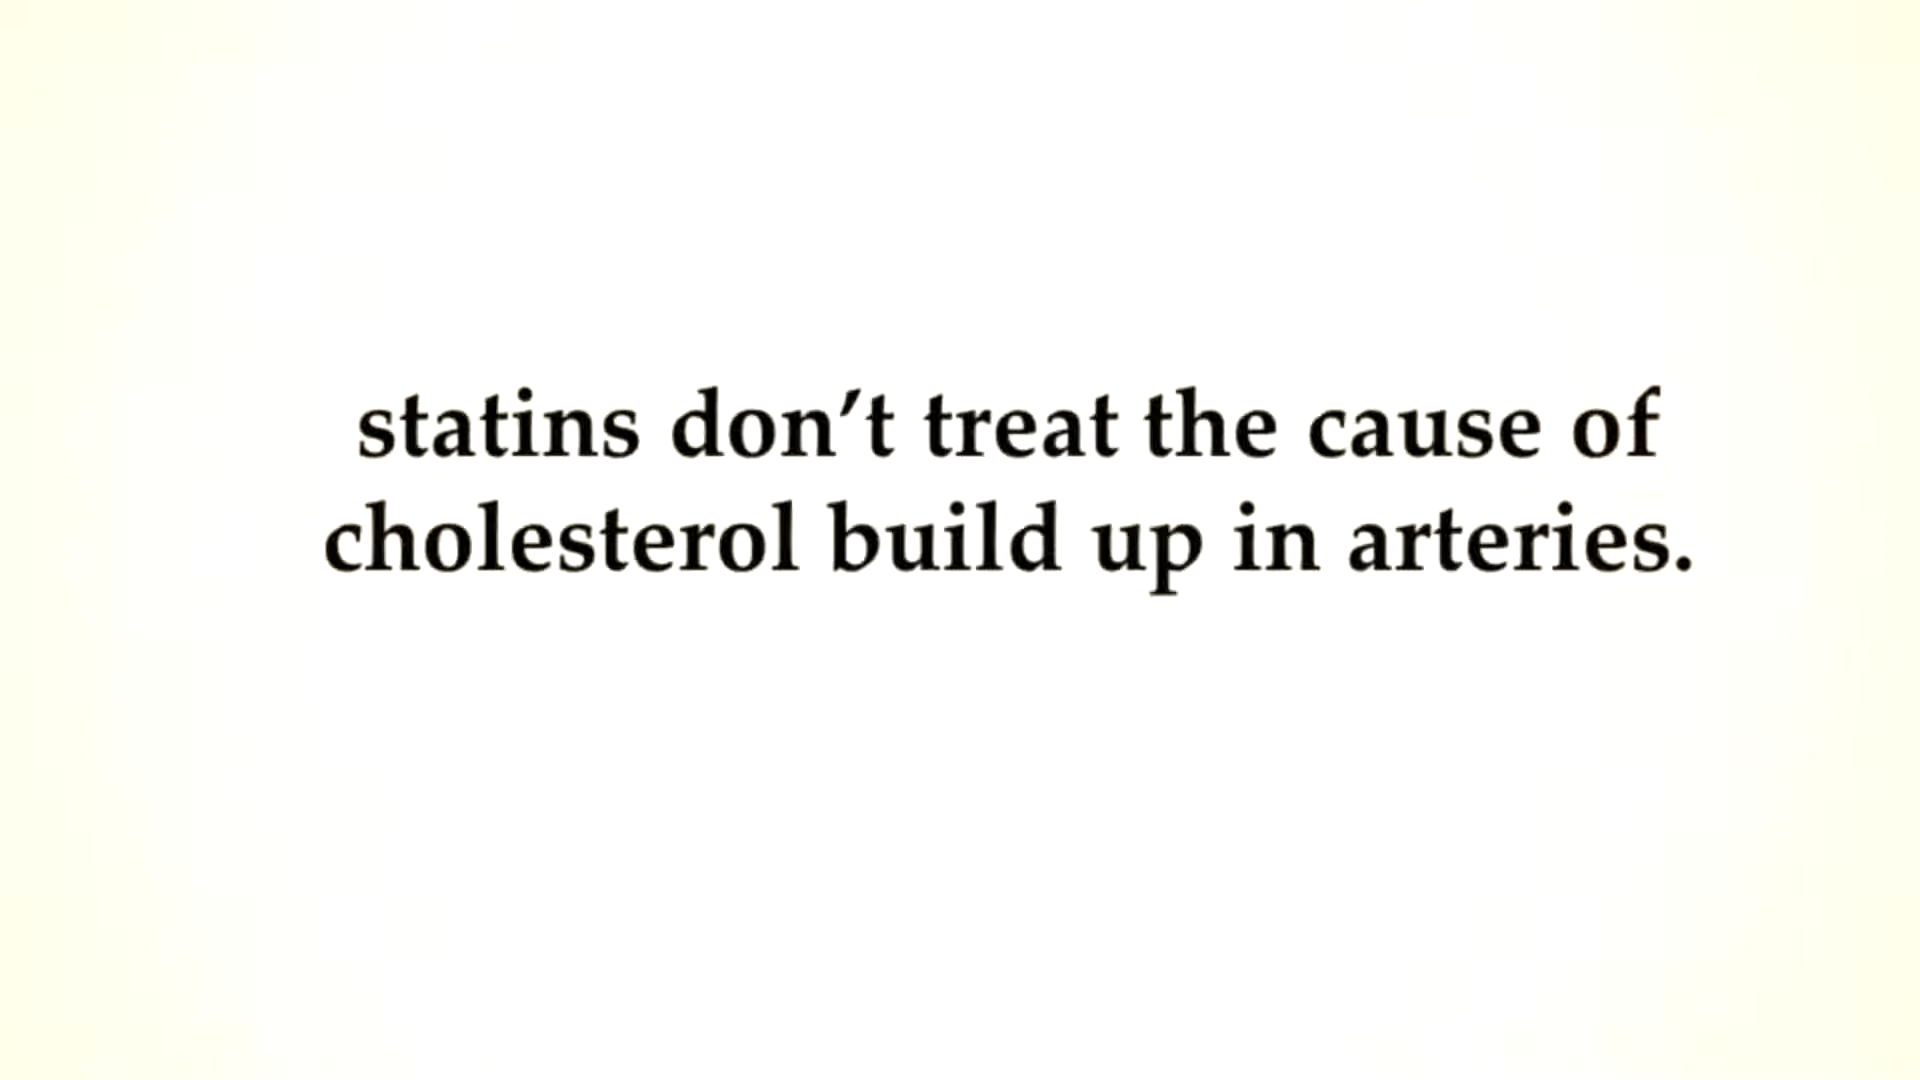 statins don’t treat the cause of
cholesterol build up in arteries.